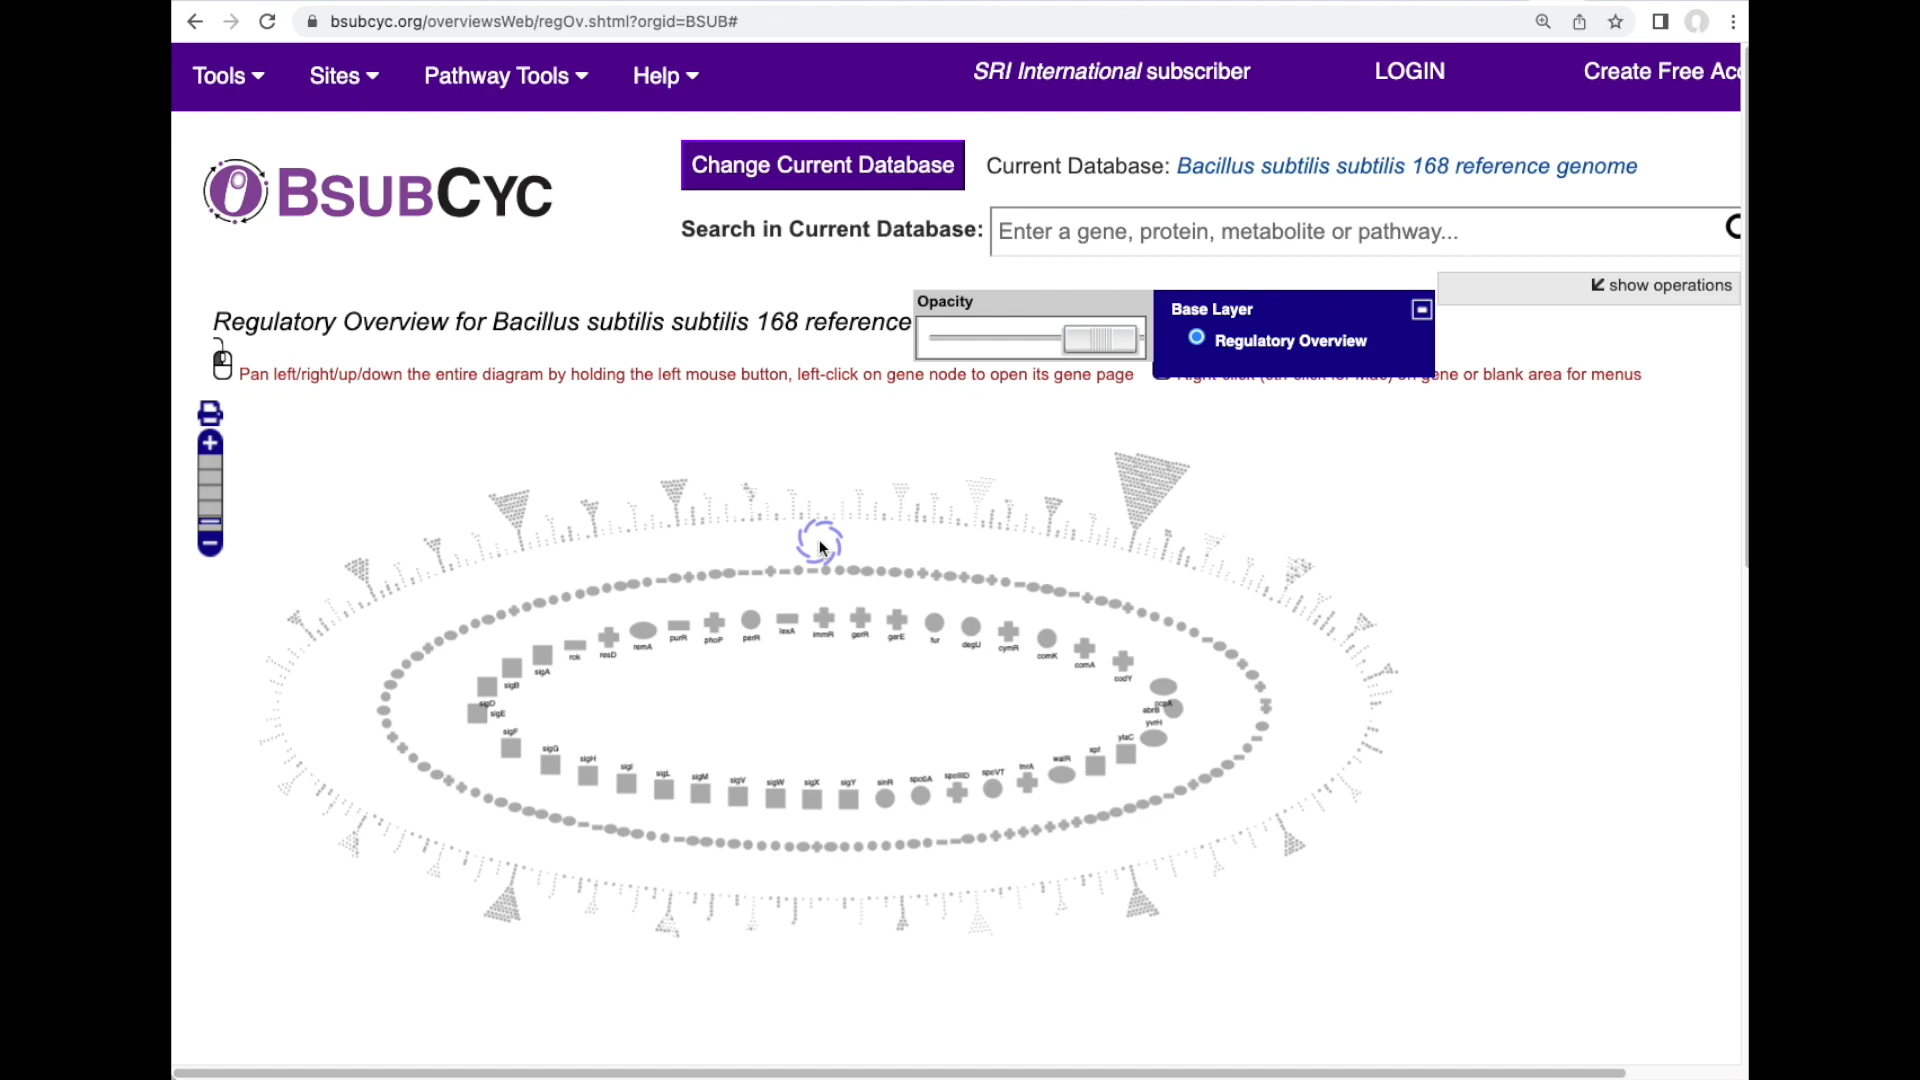 bsubcyc.org/overviewsWeb/regOv.shtml?orgid=BSUB#
Tools Sites Pathway Tools Help SRI International subscriber LOGIN Create Free Acc
BSUBCYC
Change Current Database Current Database: Bacillus subtilis subtilis 168 reference genome
Search in Current Database: Enter a gene, protein, metabolite or pathway...
show operations
Opacity
Base Layer
Regulatory Overview
Regulatory Overview for Bacillus subtilis subtilis 168 reference
Pan left/right/up/down the entire diagram by holding the left mouse button, left-click on gene node to open its gene page
gene or blank area for menus
rok resD remA purR phoP perR lexA immR gerR gerE fur degU cymR comK comA
sigA
sigB
codY
sigD
ccpA
sigE
abrB
yvrH
sigF
ylaC
sigG
xpf
sigH
walR
sigI sigL sigM sigV sigW sigX sigY sinR spo0A spoIIID spoVT tnrA